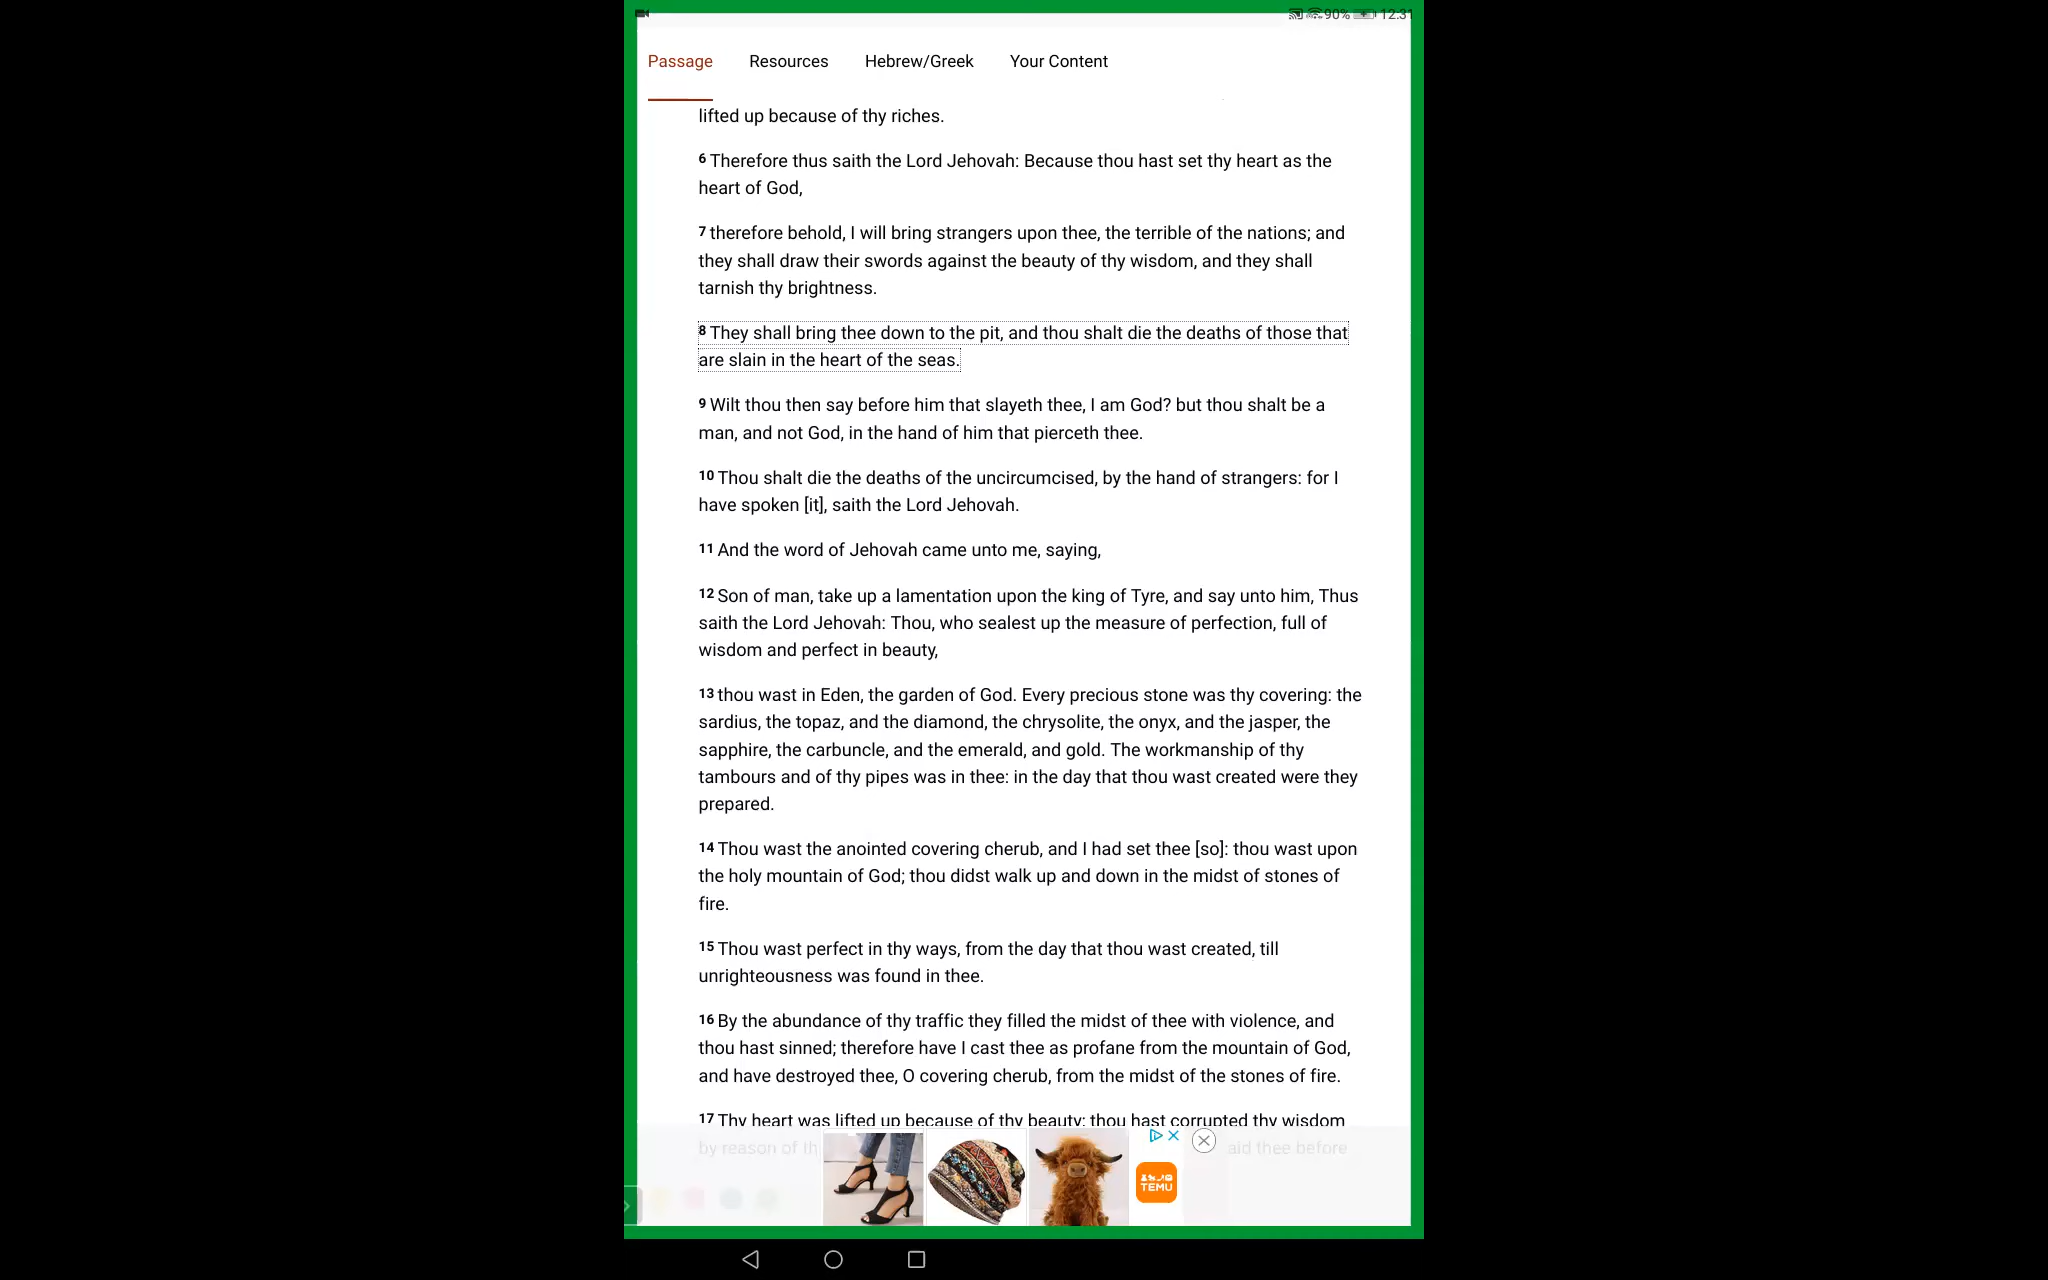 90% 12:31
Passage Resources Hebrew/Greek Your Content
lifted up because of thy riches.
6 Therefore thus saith the Lord Jehovah: Because thou hast set thy heart as the
heart of God,
7 therefore behold, I will bring strangers upon thee, the terrible of the nations; and
they shall draw their swords against the beauty of thy wisdom, and they shall
tarnish thy brightness.
8 They shall bring thee down to the pit, and thou shalt die the deaths of those that
are slain in the heart of the seas.
9 Wilt thou then say before him that slayeth thee, I am God? but thou shalt be a
man, and not God, in the hand of him that pierceth thee.
10 Thou shalt die the deaths of the uncircumcised, by the hand of strangers: for I
have spoken [it], saith the Lord Jehovah.
11 And the word of Jehovah came unto me, saying,
12 Son of man, take up a lamentation upon the king of Tyre, and say unto him, Thus
saith the Lord Jehovah: Thou, who sealest up the measure of perfection, full of
wisdom and perfect in beauty,
13 thou wast in Eden, the garden of God. Every precious stone was thy covering: the
sardius, the topaz, and the diamond, the chrysolite, the onyx, and the jasper, the
sapphire, the carbuncle, and the emerald, and gold. The workmanship of thy
tambours and of thy pipes was in thee: in the day that thou wast created were they
prepared.
14 Thou wast the anointed covering cherub, and I had set thee [so]: thou wast upon
the holy mountain of God; thou didst walk up and down in the midst of stones of
fire.
15 Thou wast perfect in thy ways, from the day that thou wast created, till
unrighteousness was found in thee.
16 By the abundance of thy traffic they filled the midst of thee with violence, and
thou hast sinned; therefore have I cast thee as profane from the mountain of God,
and have destroyed thee, O covering cherub, from the midst of the stones of fire.
17 Thy heart was lifted up because of thy beauty; thou hast corrupted thy wisdom
by reason of th aid thee before
TEMU